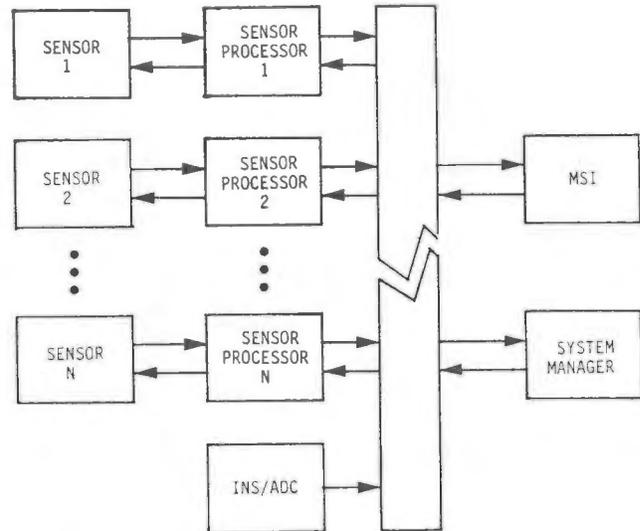 SENSOR
1
SENSOR
PROCESSOR
1
SENSOR
2
SENSOR
PROCESSOR
2
MSI
SENSOR
N
SENSOR
PROCESSOR
N
SYSTEM
MANAGER
INS/ADC